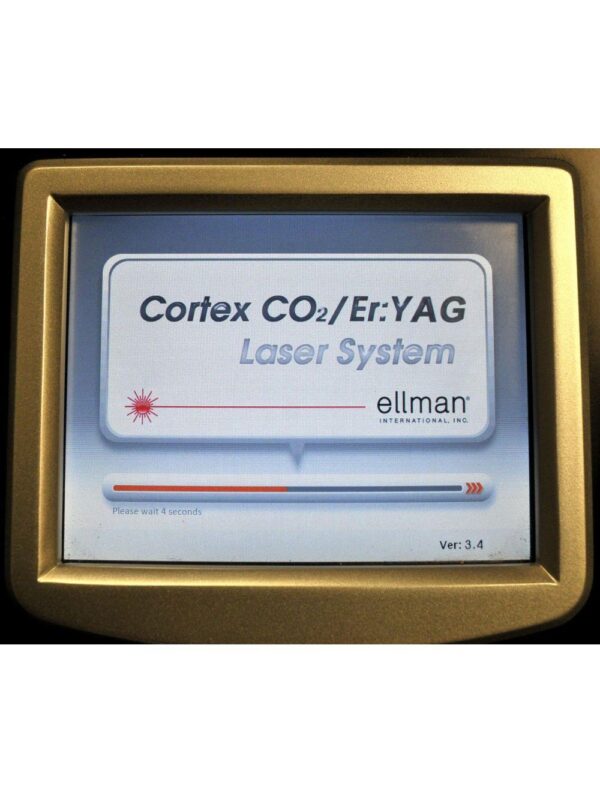 Cortex CO₂/Er:YAG
Laser System
ellman®
INTERNATIONAL, INC.
Please wait 4 seconds
Ver: 3.4